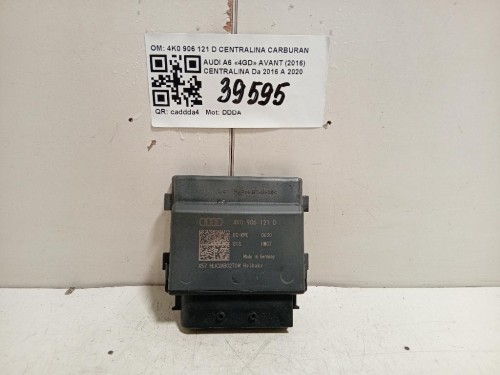 OM: 4K0 906 121 D CENTRALINA CARBURAN
AUDI A6 «4GD» AVANT (2016)
CENTRALINA Da 2016 A 2020
39595
QR: caddda4 Mot: DDDA
4K0 906 121 D
Made in Germany